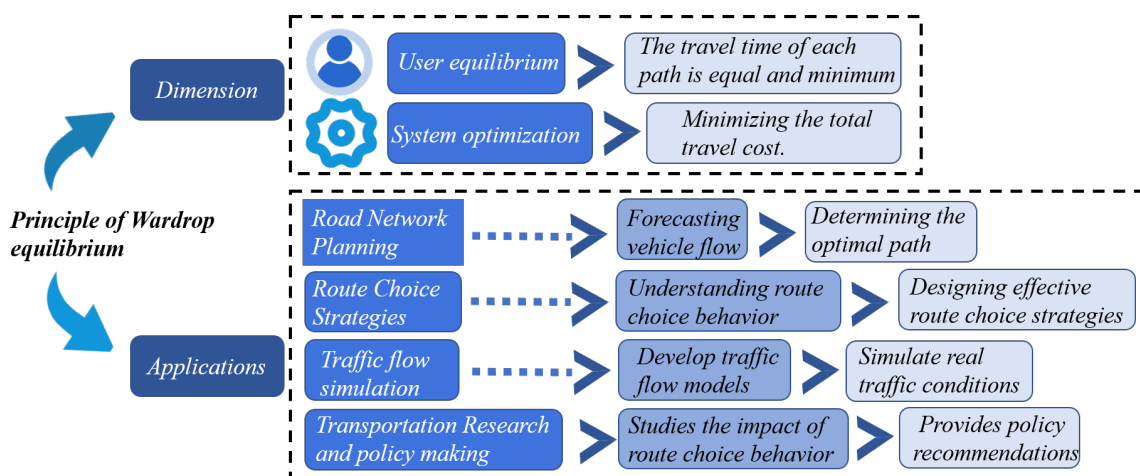 Principle of Wardrop
equilibrium
Dimension
User equilibrium
The travel time of each
path is equal and minimum
System optimization
Minimizing the total
travel cost.
Applications
Road Network
Planning
Forecasting
vehicle flow
Determining the
optimal path
Route Choice
Strategies
Understanding route
choice behavior
Designing effective
route choice strategies
Traffic flow
simulation
Develop traffic
flow models
Simulate real
traffic conditions
Transportation Research
and policy making
Studies the impact of
route choice behavior
Provides policy
recommendations